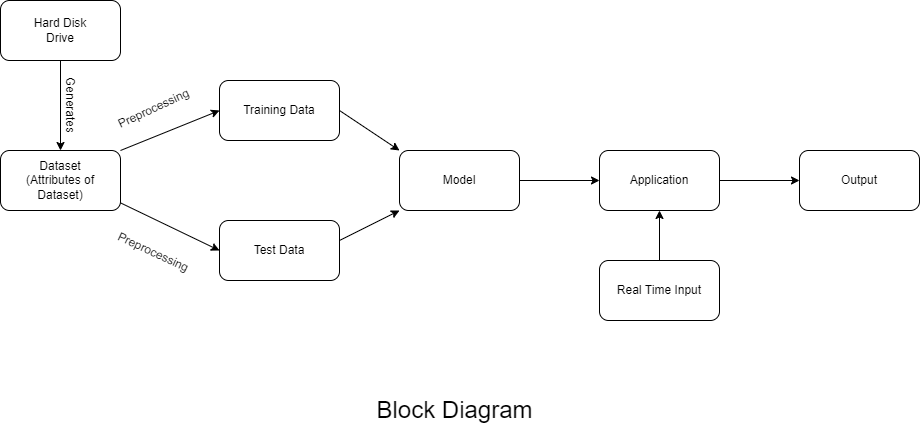 Hard Disk
Drive
Generates
Preprocessing
Training Data
Dataset
(Attributes of
Dataset)
Model
Application
Output
Preprocessing
Test Data
Real Time Input
Block Diagram